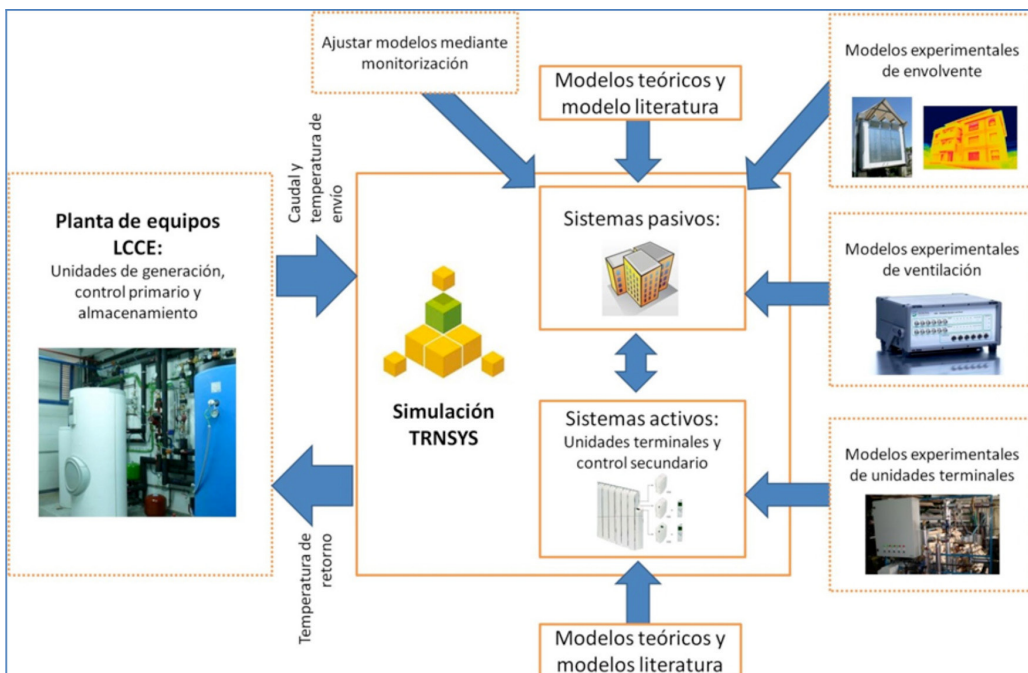 Ajustar modelos mediante
monitorización
Modelos teóricos y
modelo literatura
Modelos experimentales
de envolvente
Planta de equipos
LCCE:
Unidades de generación,
control primario y
almacenamiento
Caudal y
temperatura de
envío
Sistemas pasivos:
Modelos experimentales
de ventilación
Simulación
TRNSYS
Sistemas activos:
Unidades terminales y
control secundario
Modelos experimentales
de unidades terminales
Temperatura de
retorno
Modelos teóricos y
modelos literatura